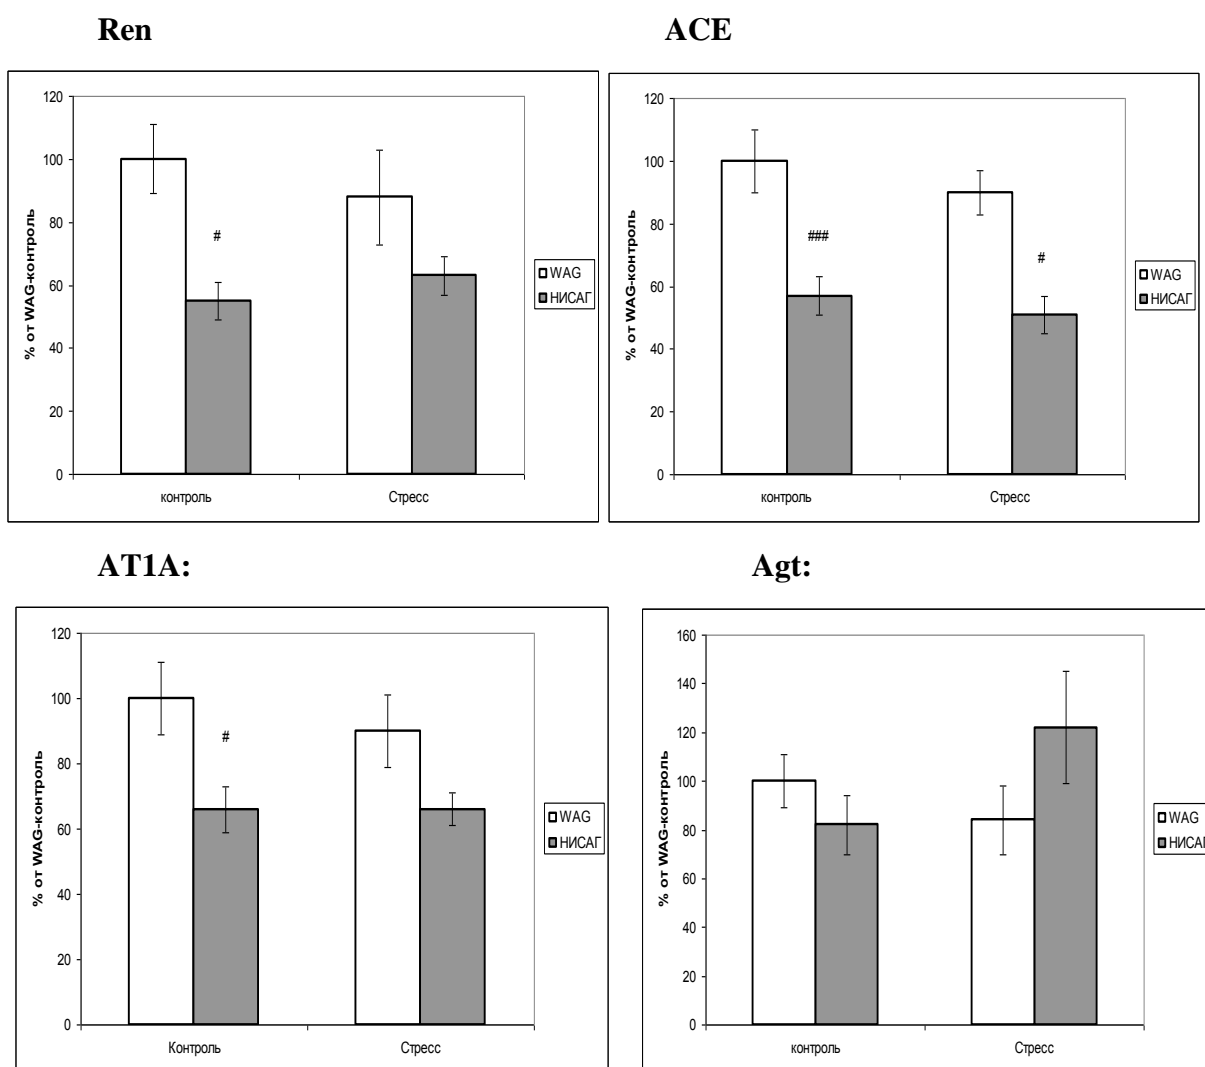 Ren
ACE
% от WAG-контроль
120
100
80
60
40
20
0
#
контроль
Стресс
WAG
НИСАГ
% от WAG-контроль
120
100
80
60
40
20
0
###
#
контроль
Стресс
WAG
НИСАГ
AT1A:
Agt:
% от WAG-контроль
120
100
80
60
40
20
0
#
Контроль
Стресс
WAG
НИСАГ
% от WAG-контроль
160
140
120
100
80
60
40
20
0
контроль
Стресс
WAG
НИСАГ